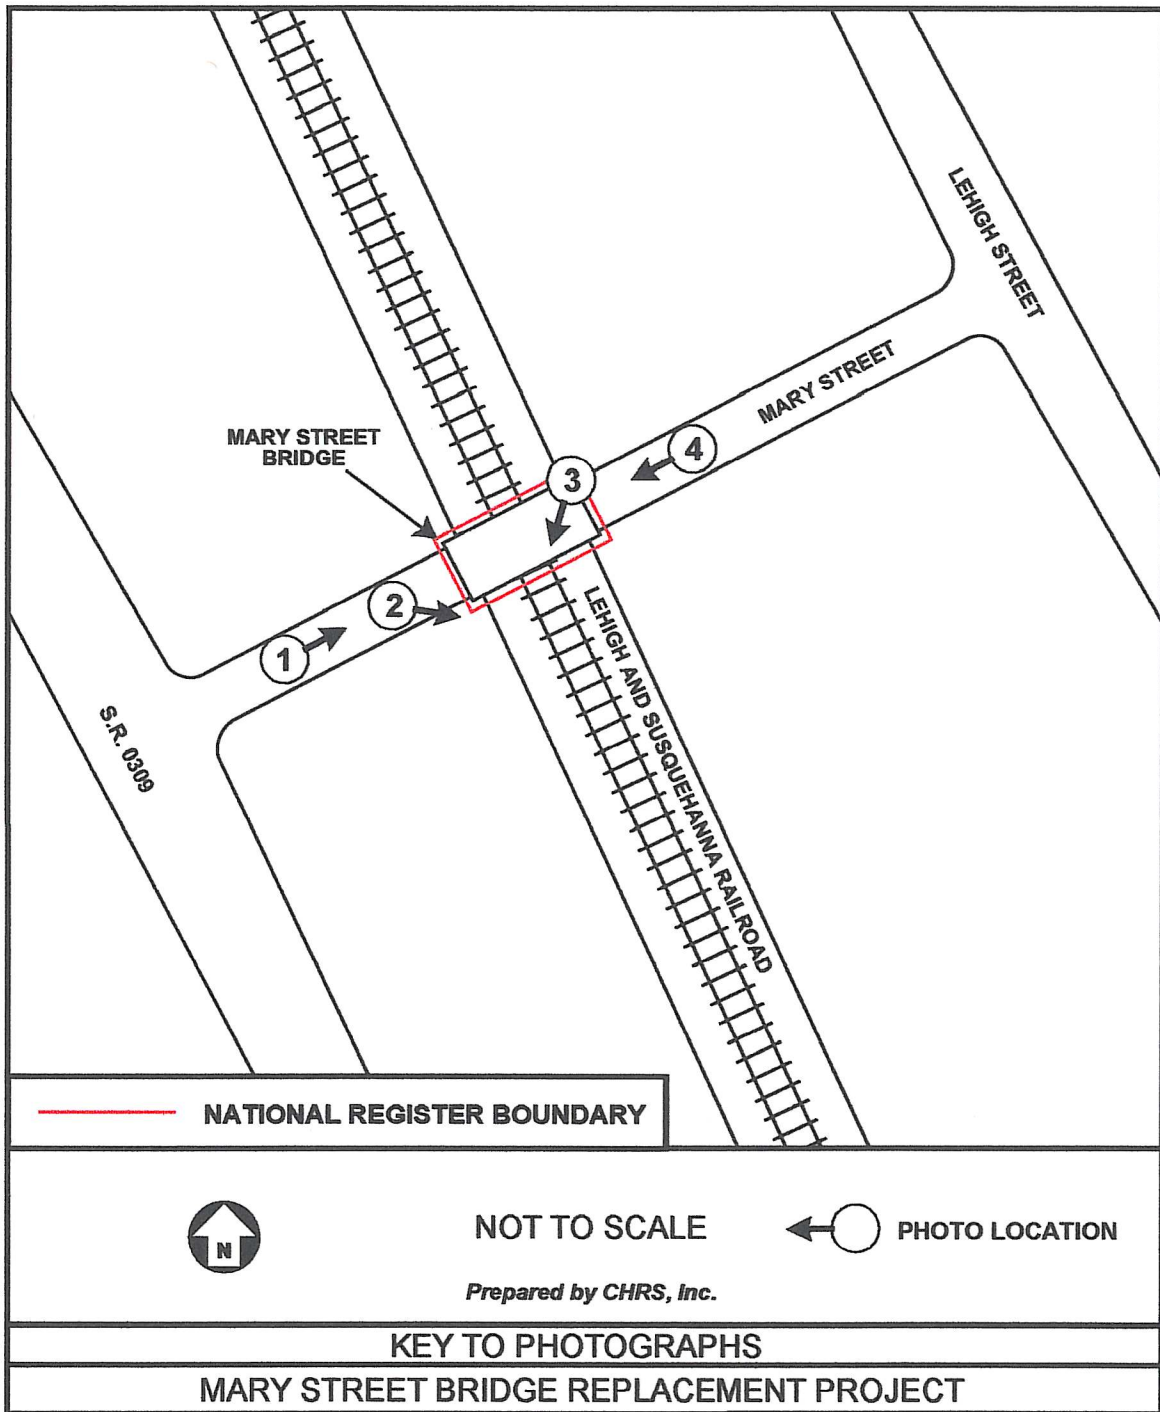 LEHIGH STREET
MARY STREET
MARY STREET
BRIDGE
4
3
2
1
LEHIGH AND SUSQUEHANNA RAILROAD
S.R. 0309
NATIONAL REGISTER BOUNDARY
N
NOT TO SCALE
PHOTO LOCATION
Prepared by CHRS, Inc.
KEY TO PHOTOGRAPHS
MARY STREET BRIDGE REPLACEMENT PROJECT